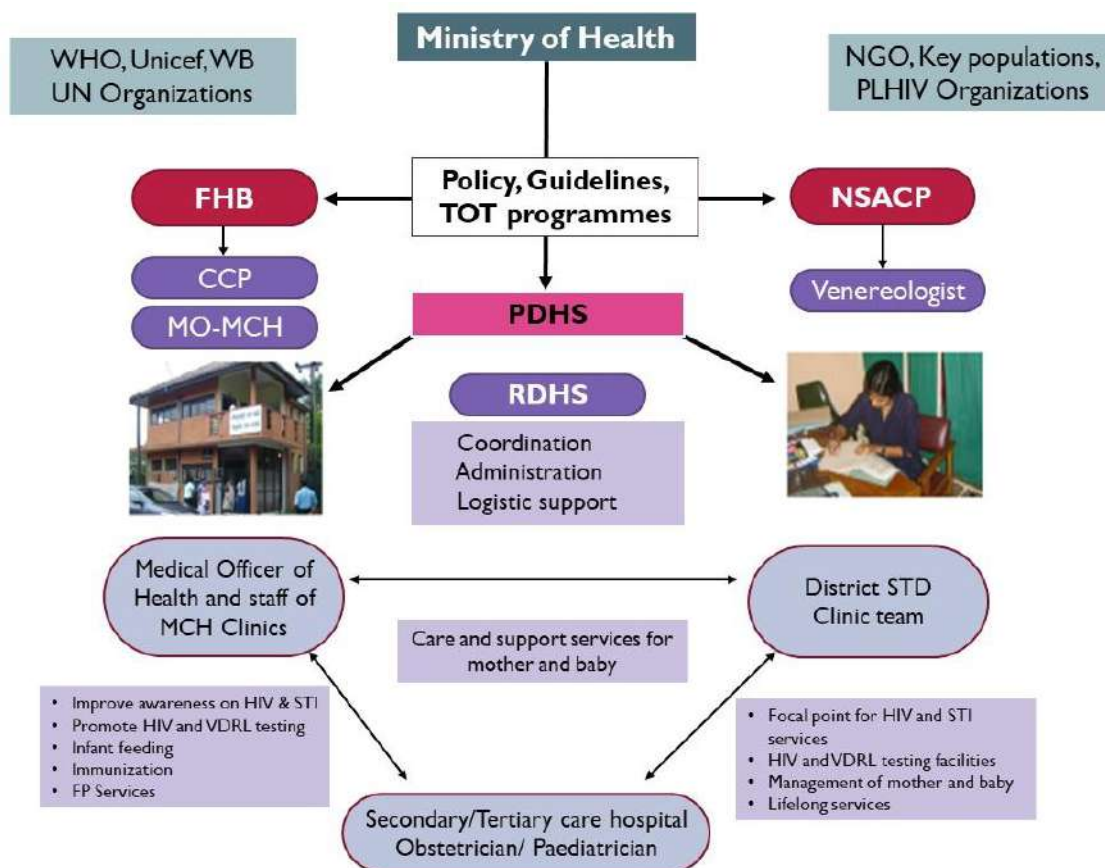 Ministry of Health
WHO, Unicef, WB
UN Organizations
NGO, Key populations,
PLHIV Organizations
Policy, Guidelines,
TOT programmes
FHB
NSACP
CCP
MO-MCH
Venereologist
PDHS
RDHS
Coordination
Administration
Logistic support
Medical Officer of
Health and staff of
MCH Clinics
District STD
Clinic team
Care and support services for
mother and baby
• Improve awareness on HIV & STI
• Promote HIV and VDRL testing
• Infant feeding
• Immunization
• FP Services
• Focal point for HIV and STI
services
• HIV and VDRL testing facilities
• Management of mother and baby
• Lifelong services
Secondary/Tertiary care hospital
Obstetrician/ Paediatrician